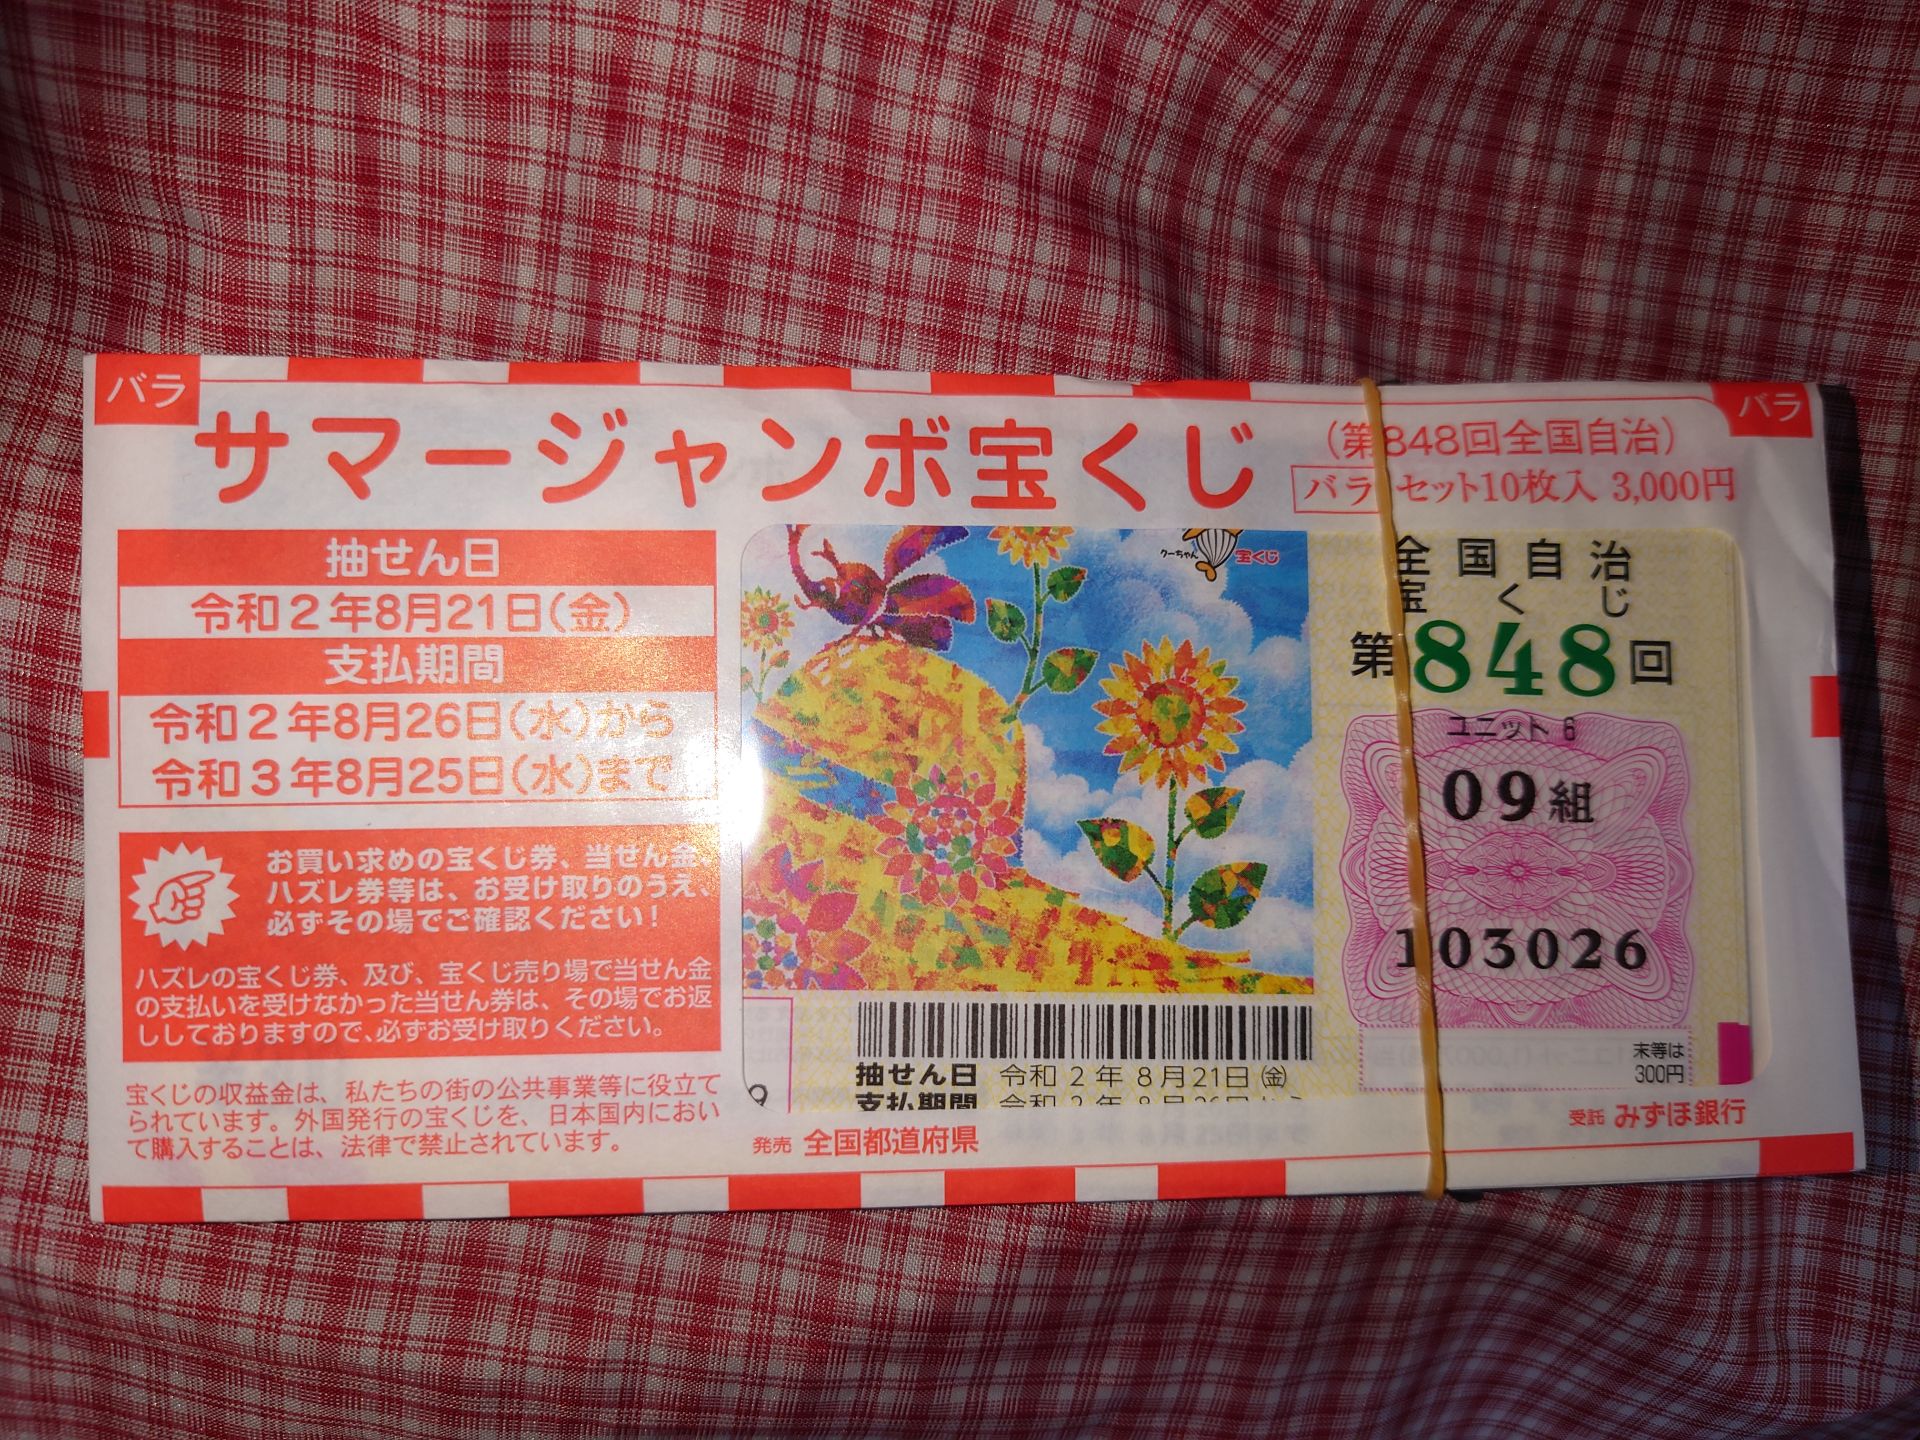 バラ
サマージャンボ宝くじ
(第848回全国自治)
バラ
バラ セット10枚入 3,000円
抽せん日
令和2年8月21日(金)
支払期間
令和2年8月26日(水)から
令和3年8月25日(水)まで
お買い求めの宝くじ券、当せん金、
ハズレ券等は、お受け取りのうえ、
必ずその場でご確認ください!
ハズレの宝くじ券、及び、宝くじ売り場で当せん金
の支払いを受けなかった当せん券は、その場でお返
ししておりますので、必ずお受け取りください。
宝くじの収益金は、私たちの街の公共事業等に役立て
られています。外国発行の宝くじを、日本国内におい
て購入することは、法律で禁止されています。
クーちゃん
宝くじ
抽せん日 令和2年8月21日(金)
支払期間 令和2年8月26日から
発売 全国都道府県
全国自治
宝くじ
第848回
ユニット 6
09組
103026
末等は
300円
受託 みずほ銀行